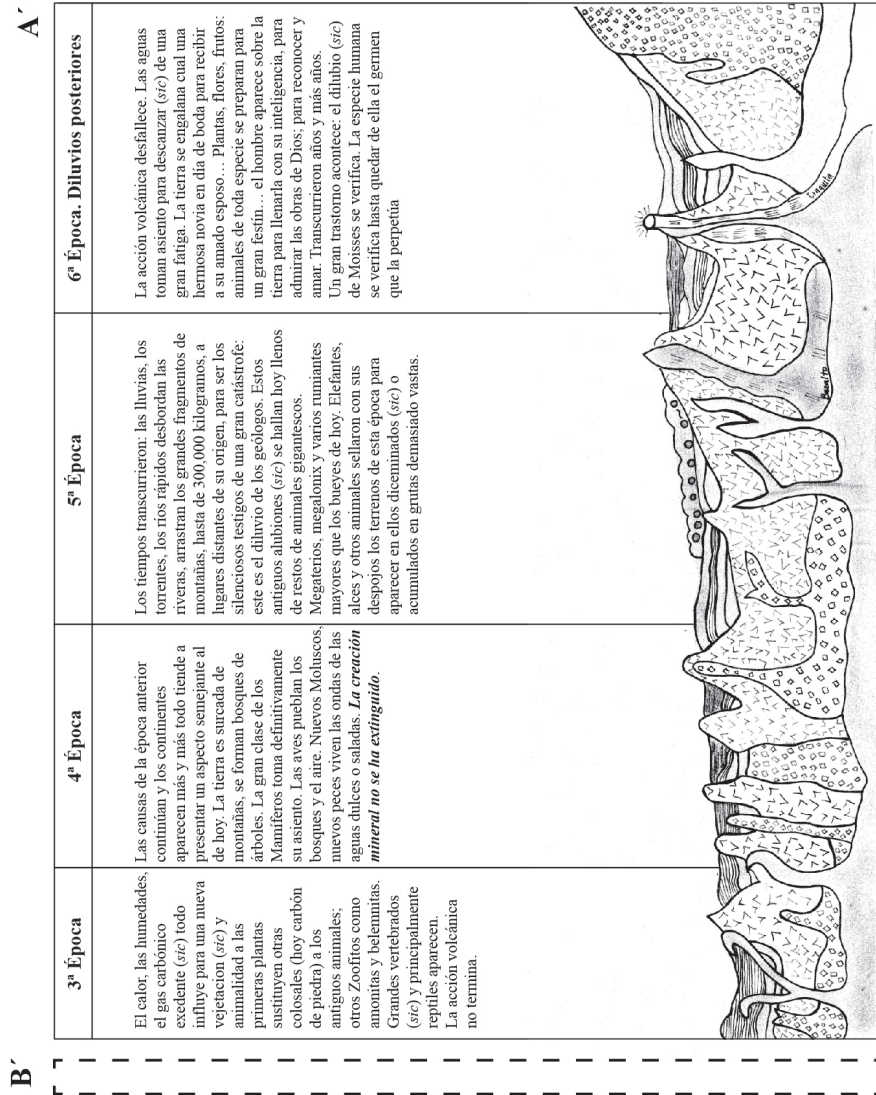 B´
A´
3ª Época
El calor, las humedades,
el gas carbónico
exedente (sic) todo
influye para una nueva
vejetacion (sic) y
animalidad a las
primeras plantas
sustituyen otras
colosales (hoy carbón
de piedra) a los
antiguos animales;
otros Zoofitos como
amonitas y belemnitas.
Grandes vertebrados
(sic) y principalmente
reptiles aparecen.
La acción volcánica
no termina.
4ª Época
Las causas de la época anterior
continúan y los continentes
aparecen más y más todo tiende a
presentar un aspecto semejante al
de hoy. La tierra es surcada de
montañas, se forman bosques de
árboles. La gran clase de los
Mamíferos toma definitivamente
su asiento. Las aves pueblan los
bosques y el aire. Nuevos Moluscos,
nuevos peces viven las ondas de las
aguas dulces o saladas. La creación
mineral no se ha extinguido.
5ª Época
Los tiempos transcurrieron: las lluvias, los
torrentes, los ríos rápidos desbordan las
riveras, arrastran los grandes fragmentos de
montañas, hasta de 300,000 kilogramos, a
lugares distantes de su origen, para ser los
silenciosos testigos de una gran catástrofe:
este es el diluvio de los geólogos. Estos
antiguos alubiones (sic) se hallan hoy llenos
de restos de animales gigantescos.
Megaterios, megalonix y varios rumiantes
mayores que los bueyes de hoy. Elefantes,
alces y otros animales sellaron con sus
despojos los terrenos de esta época para
aparecer en ellos diceminados (sic) o
acumulados en grutas demasiado vastas.
6ª Época. Diluvios posteriores
La acción volcánica desfallece. Las aguas
toman asiento para descanzar (sic) de una
gran fatiga. La tierra se engalana cual una
hermosa novia en día de boda para recibir
a su amado esposo… Plantas, flores, frutos:
animales de toda especie se preparan para
un gran festín… el hombre aparece sobre la
tierra para llenarla con su inteligencia, para
admirar las obras de Dios; para reconocer y
amar. Transcurrieron años y más años.
Un gran trastorno acontece: el dilubio (sic)
de Moisses se verifica. La especie humana
se verifica hasta quedar de ella el germen
que la perpetúa
Basalto
Traquita